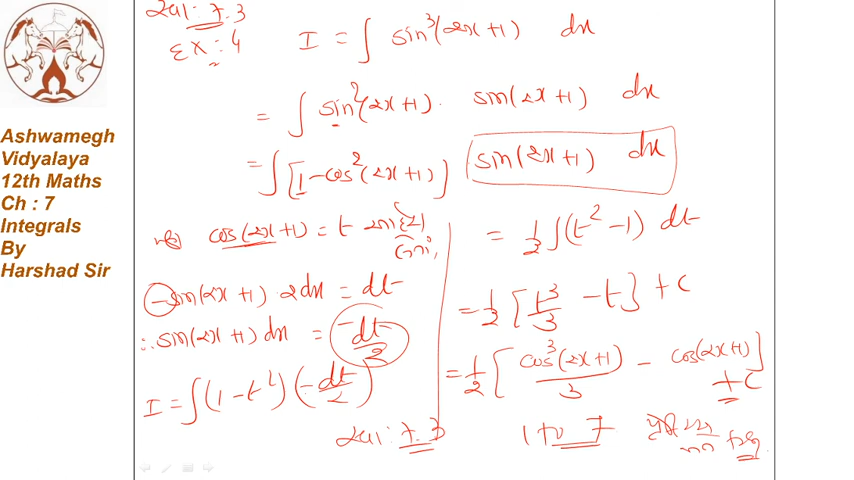 Ashwamegh
Vidyalaya
12th Maths
Ch : 7
Integrals
By
Harshad Sir
7.3
Ex : 4
I = ∫ sin³(2x+1) dx
= ∫ sin²(2x+1) . sin(2x+1) dx
= ∫ [1-cos²(2x+1)] sin(2x+1) dx
cos(2x+1) = t
-sin(2x+1) 2dx = dt
∴ sin(2x+1)dx = -dt/2
I = ∫(1-t²)(-dt/2)
= 1/2 ∫(t²-1) dt
= 1/2 [t³/3 - t] + C
= 1/2 [cos³(2x+1)/3 - cos(2x+1)] + C
7.3 1 to 7